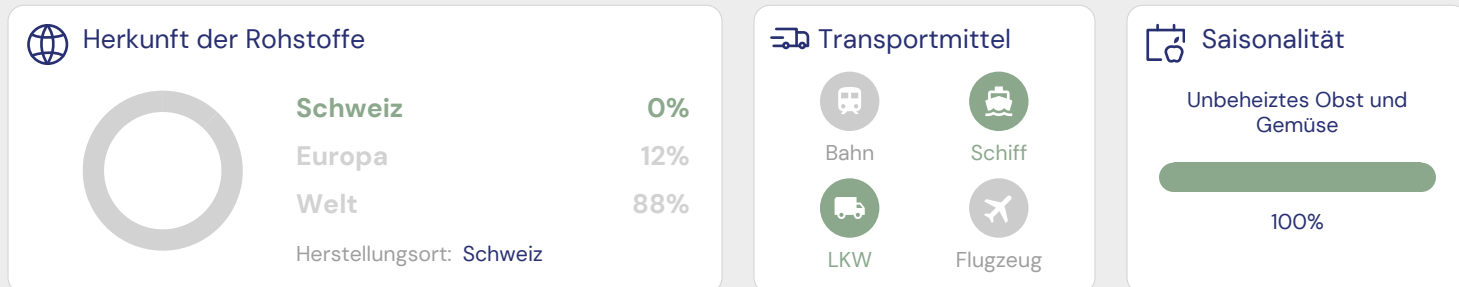 Herkunft der Rohstoffe
Schweiz 0%
Europa 12%
Welt 88%
Herstellungsort: Schweiz
Transportmittel
Bahn Schiff
LKW Flugzeug
Saisonalität
Unbeheiztes Obst und
Gemüse
100%